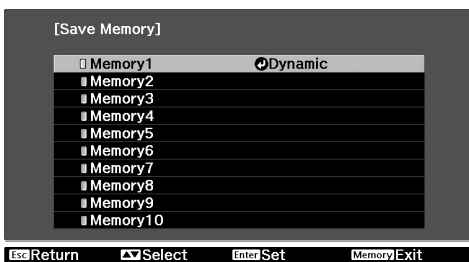 [Save Memory]
Memory1 Dynamic
Memory2
Memory3
Memory4
Memory5
Memory6
Memory7
Memory8
Memory9
Memory10
Esc Return Select Enter Set Memory Exit